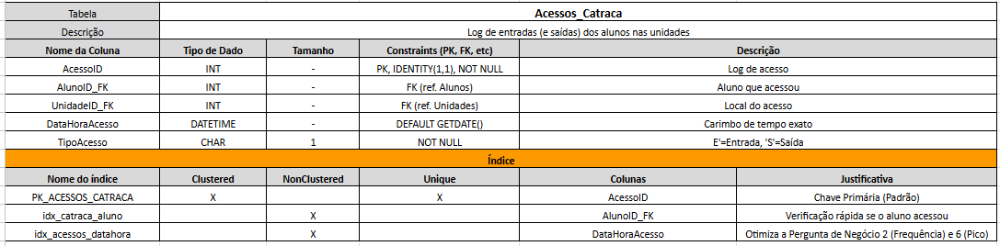 Tabela Acessos_Catraca
Descrição Log de entradas (e saídas) dos alunos nas unidades
Nome da Coluna Tipo de Dado Tamanho Constraints (PK, FK, etc) Descrição
AcessoID INT - PK, IDENTITY(1,1), NOT NULL Log de acesso
AlunoID_FK INT - FK (ref. Alunos) Aluno que acessou
UnidadeID_FK INT - FK (ref. Unidades) Local do acesso
DataHoraAcesso DATETIME - DEFAULT GETDATE() Carimbo de tempo exato
TipoAcesso CHAR 1 NOT NULL E'=Entrada, 'S'=Saída
Índice
Nome do índice Clustered NonClustered Unique Colunas Justificativa
PK_ACESSOS_CATRACA X X AcessoID Chave Primária (Padrão)
idx_catraca_aluno X AlunoID_FK Verificação rápida se o aluno acessou
idx_acessos_datahora X DataHoraAcesso Otimiza a Pergunta de Negócio 2 (Frequência) e 6 (Pico)